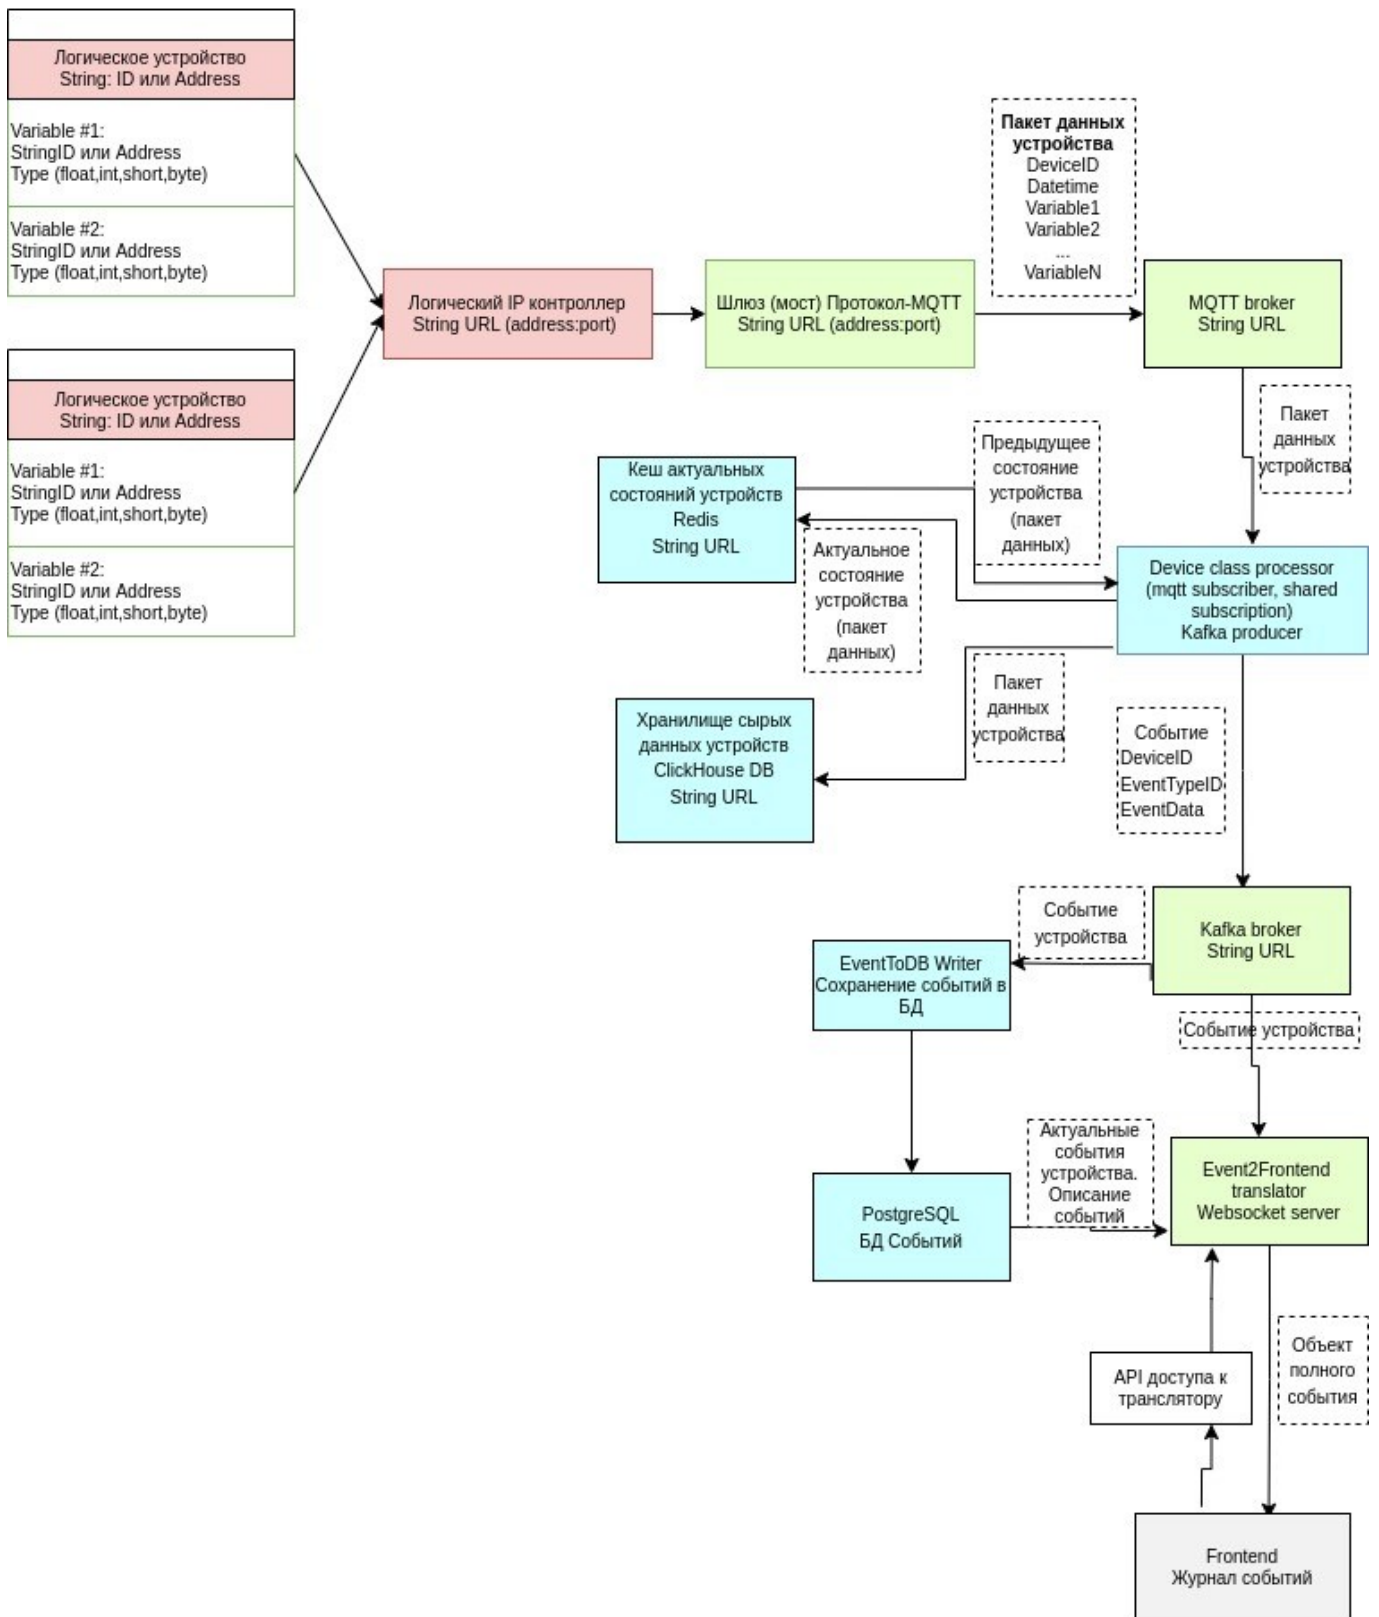 Логическое устройство
String: ID или Address
Variable #1:
StringID или Address
Type (float,int,short,byte)
Variable #2:
StringID или Address
Type (float,int,short,byte)
Логическое устройство
String: ID или Address
Variable #1:
StringID или Address
Type (float,int,short,byte)
Variable #2:
StringID или Address
Type (float,int,short,byte)
Логический IP контроллер
String URL (address:port)
Шлюз (мост) Протокол-MQTT
String URL (address:port)
Пакет данных
устройства
DeviceID
Datetime
Variable1
Variable2
...
VariableN
MQTT broker
String URL
Пакет
данных
устройства
Предыдущее
состояние
устройства
(пакет
данных)
Кеш актуальных
состояний устройств
Redis
String URL
Актуальное
состояние
устройства
(пакет
данных)
Device class processor
(mqtt subscriber, shared
subscription)
Kafka producer
Пакет
данных
устройства
Хранилище сырых
данных устройств
ClickHouse DB
String URL
Событие
DeviceID
EventTypeID
EventData
Kafka broker
String URL
Событие
устройства
EventToDB Writer
Сохранение событий в
БД
Событие устройства
PostgreSQL
БД Событий
Актуальные
события
устройства.
Описание
событий
Event2Frontend
translator
Websocket server
API доступа к
транслятору
Объект
полного
события
Frontend
Журнал событий